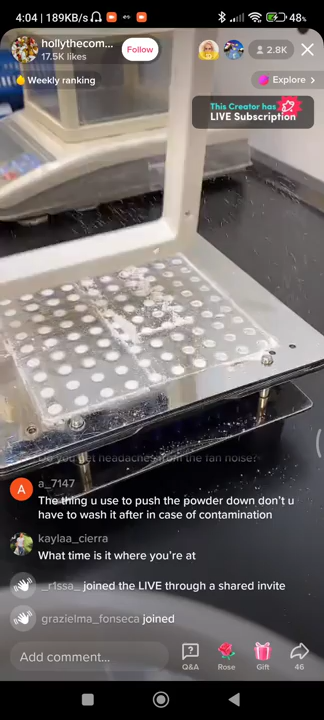 4:04 | 189KB/s
48%
hollythecom...
17.5K likes
Follow
2.8K
Weekly ranking
Explore >
This Creator has
LIVE Subscription
Do you get headaches from the fan noise?
a_7147
The thing u use to push the powder down don't u
have to wash it after in case of contamination
kaylaa_cierra
What time is it where you're at
_r1ssa_ joined the LIVE through a shared invite
grazielma_fonseca joined
Add comment...
Q&A
Rose
Gift
46